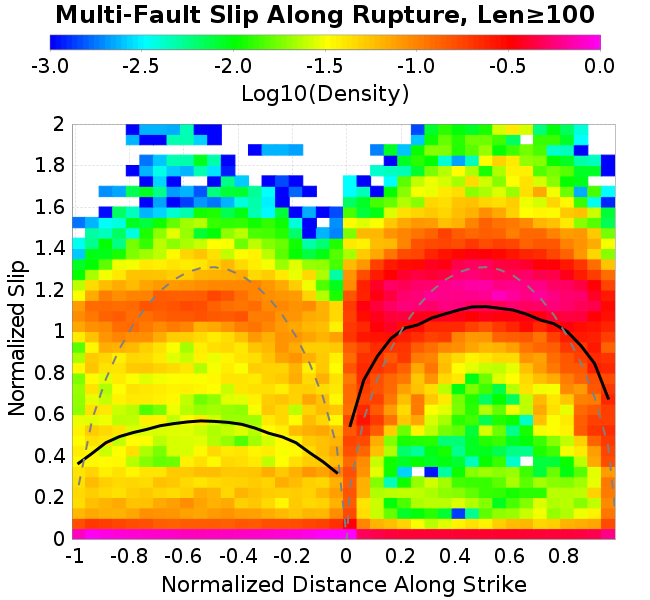 Multi-Fault Slip Along Rupture, Len≥100
-3.0 -2.5 -2.0 -1.5 -1.0 -0.5 0.0
Log10(Density)
2
1.8
1.6
1.4
1.2
1
0.8
0.6
0.4
0.2
0
Normalized Slip
-1 -0.8 -0.6 -0.4 -0.2 0 0.2 0.4 0.6 0.8
Normalized Distance Along Strike